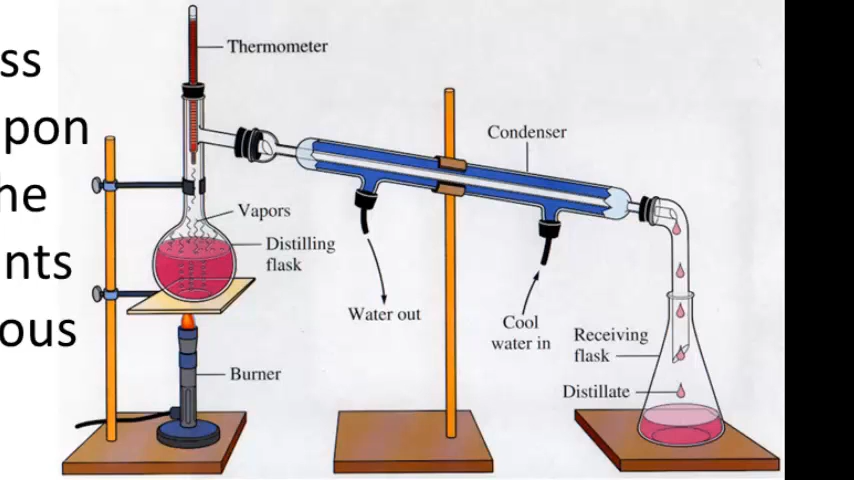 ss
pon
he
nts
ous
Thermometer
Condenser
Vapors
Distilling
flask
Water out
Cool
water in
Receiving
flask
Burner
Distillate